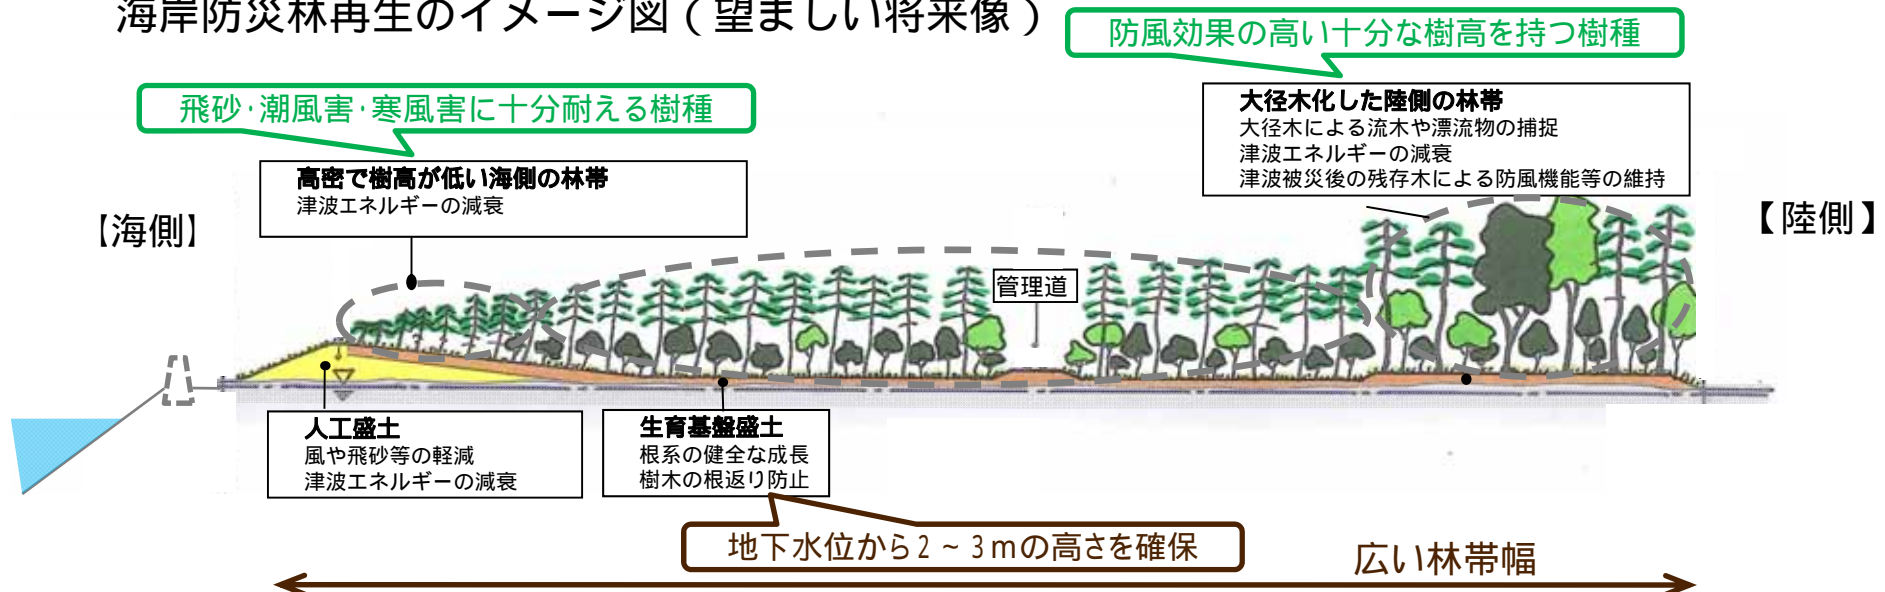 海岸防災林再生のイメージ図（望ましい将来像）
防風効果の高い十分な樹高を持つ樹種
飛砂・潮風害・寒風害に十分耐える樹種
大径木化した陸側の林帯
大径木による流木や漂流物の捕捉
津波エネルギーの減衰
津波被災後の残存木による防風機能等の維持
高密で樹高が低い海側の林帯
津波エネルギーの減衰
【海側】
【陸側】
管理道
人工盛土
風や飛砂等の軽減
津波エネルギーの減衰
生育基盤盛土
根系の健全な成長
樹木の根返り防止
地下水位から2～3mの高さを確保
広い林帯幅